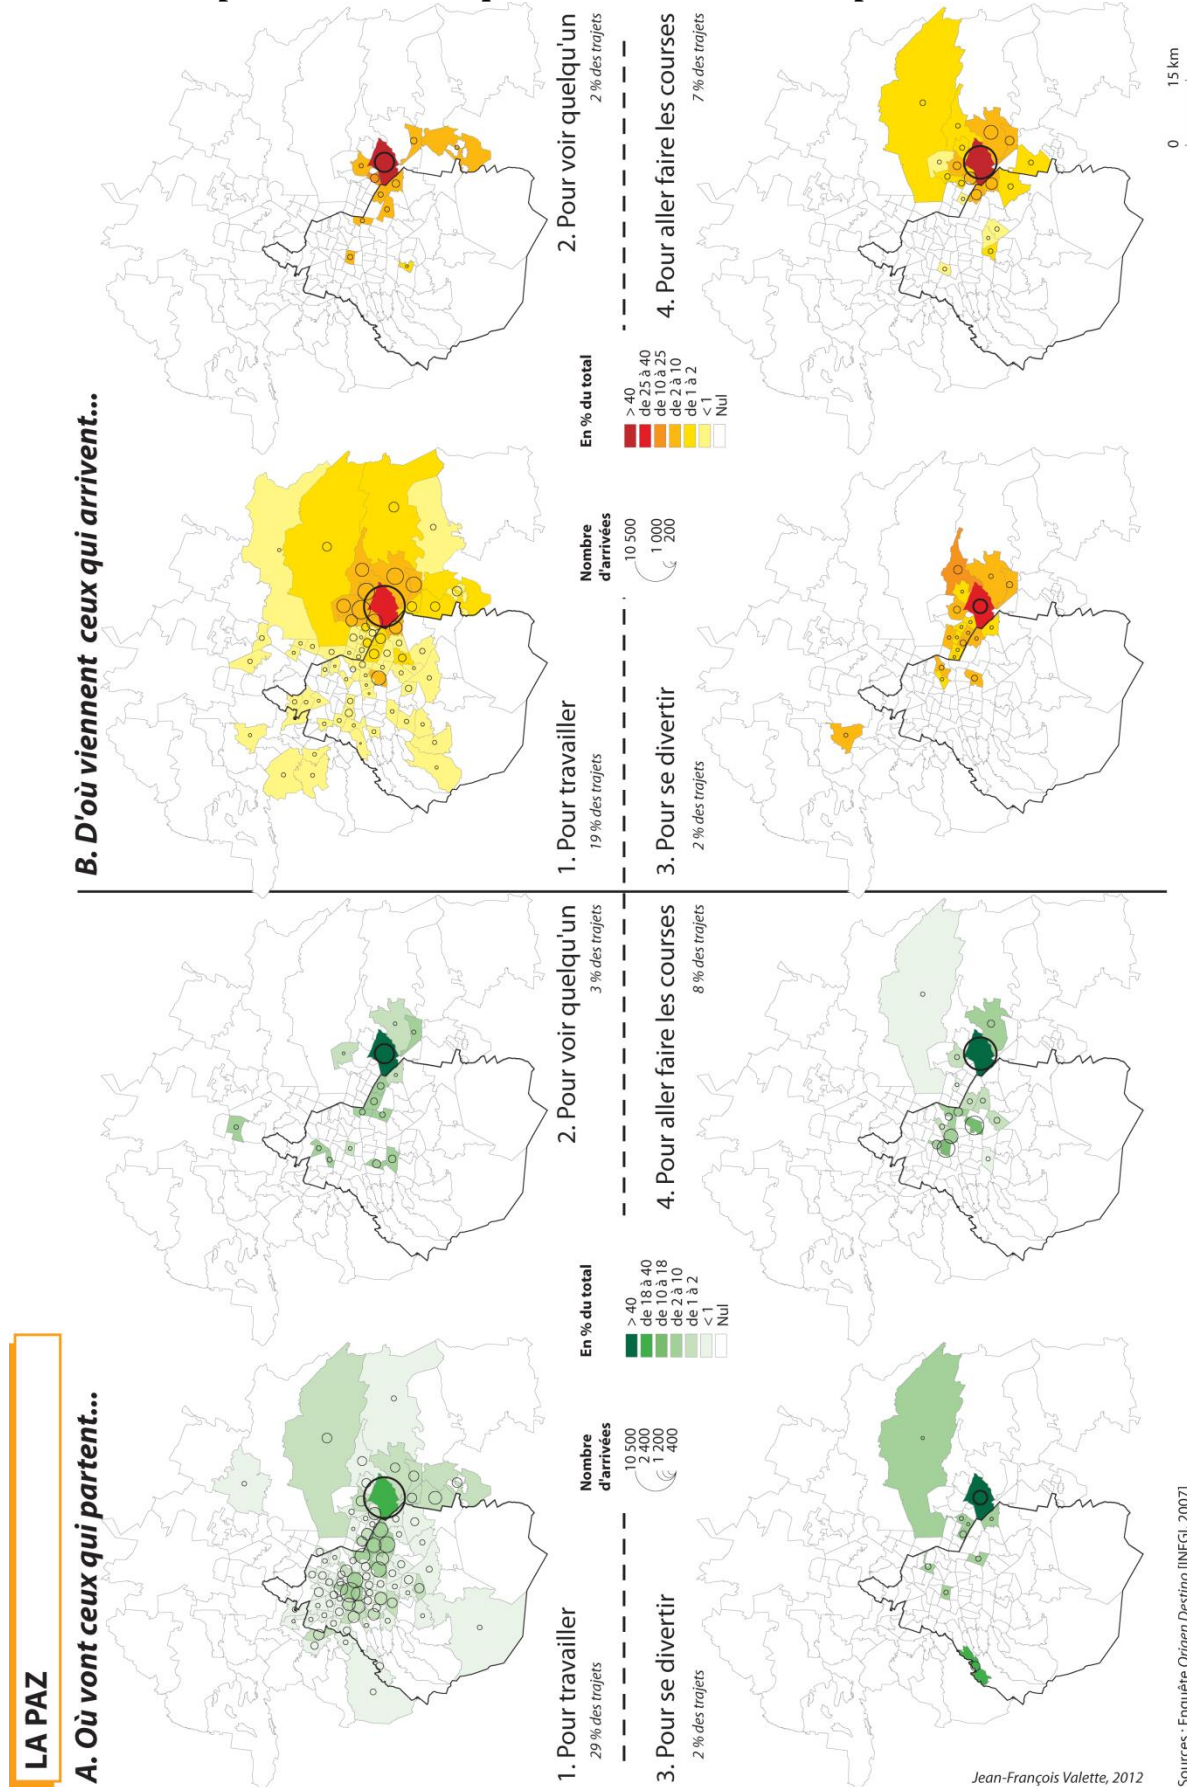 LA PAZ
A. Où vont ceux qui partent...
1. Pour travailler
29 % des trajets
2. Pour voir quelqu'un
3 % des trajets
Nombre
d'arrivées
10 500
2 400
1 200
400
En % du total
> 40
de 18 à 40
de 10 à 18
de 2 à 10
de 1 à 2
< 1
Nul
3. Pour se divertir
2 % des trajets
4. Pour aller faire les courses
8 % des trajets
B. D'où viennent ceux qui arrivent...
1. Pour travailler
19 % des trajets
2. Pour voir quelqu'un
2 % des trajets
Nombre
d'arrivées
10 500
1 000
200
En % du total
> 40
de 25 à 40
de 10 à 25
de 2 à 10
de 1 à 2
< 1
Nul
3. Pour se divertir
2 % des trajets
4. Pour aller faire les courses
7 % des trajets
0 15 km
Jean-François Valette, 2012
Sources : Enquête Origen Destino [INEGI, 2007]